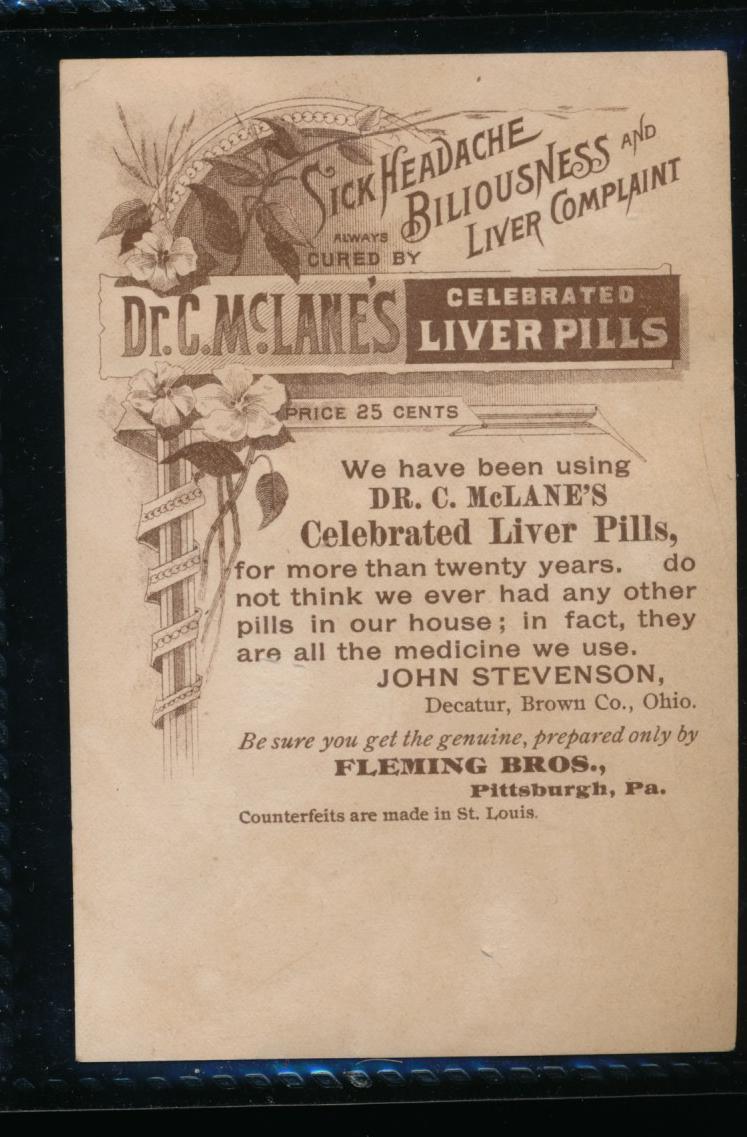 SICK HEADACHE
BILIOUSNESS AND
LIVER COMPLAINT
ALWAYS
CURED BY
Dr. C. McLANE'S
CELEBRATED
LIVER PILLS
PRICE 25 CENTS
We have been using
DR. C. McLANE'S
Celebrated Liver Pills,
for more than twenty years. do
not think we ever had any other
pills in our house; in fact, they
are all the medicine we use.
JOHN STEVENSON,
Decatur, Brown Co., Ohio.
Be sure you get the genuine, prepared only by
FLEMING BROS.,
Pittsburgh, Pa.
Counterfeits are made in St. Louis.